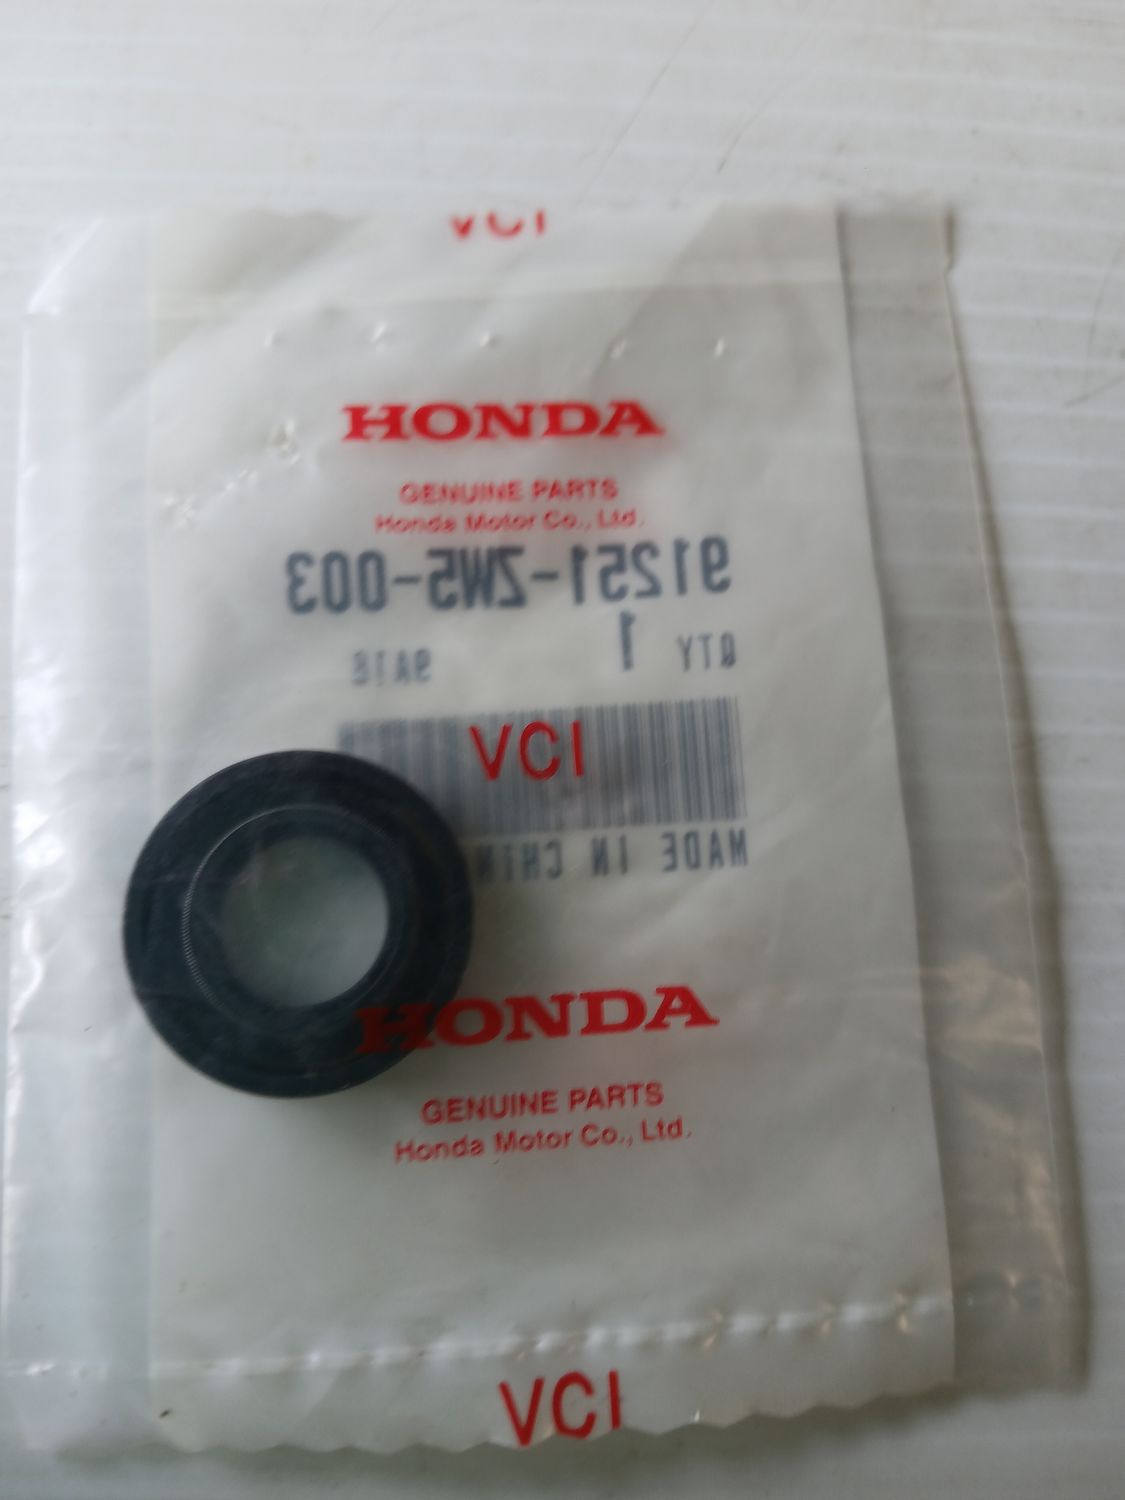 VCI
HONDA
GENUINE PARTS
Honda Motor Co., Ltd.
91251-ZW5-003
QTY 1 9A16
VCI
MADE IN CHIN
HONDA
GENUINE PARTS
Honda Motor Co., Ltd.
VCI